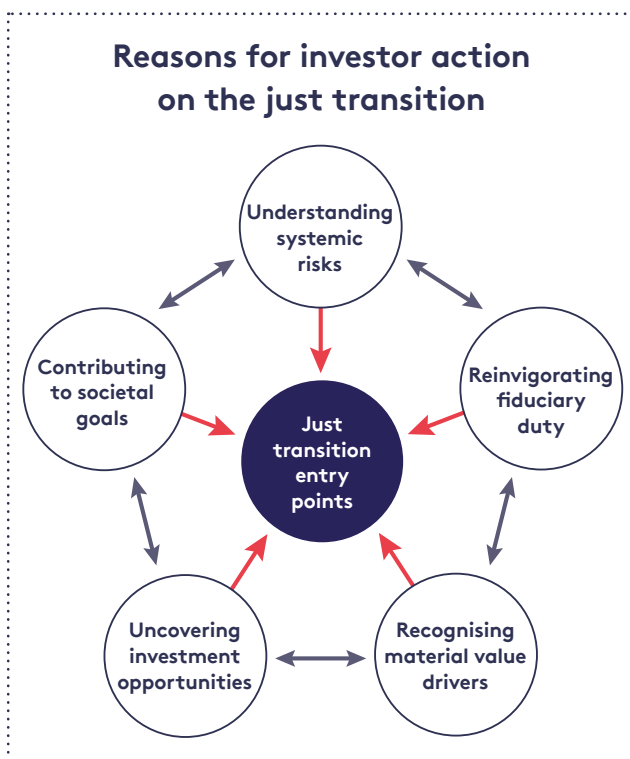 Reasons for investor action
on the just transition
Understanding
systemic
risks
Contributing
to societal
goals
Reinvigorating
fiduciary
duty
Just
transition
entry
points
Uncovering
investment
opportunities
Recognising
material value
drivers